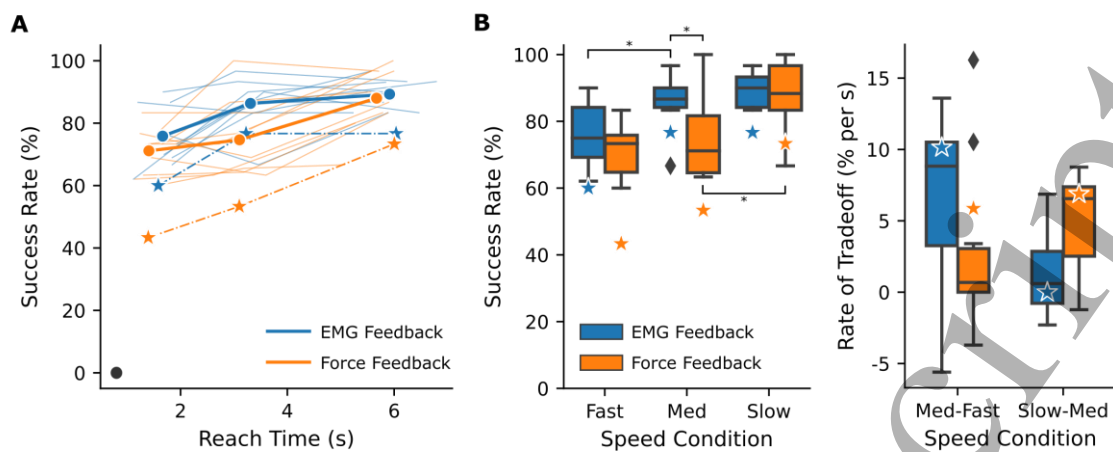 A
Success Rate (%)
100
80
60
40
20
0
2
4
6
Reach Time (s)
EMG Feedback
Force Feedback
B
Success Rate (%)
100
80
60
40
20
0
*
*
*
EMG Feedback
Force Feedback
Fast
Med
Slow
Speed Condition
Rate of Tradeoff (% per s)
15
10
5
0
-5
Med-Fast
Slow-Med
Speed Condition